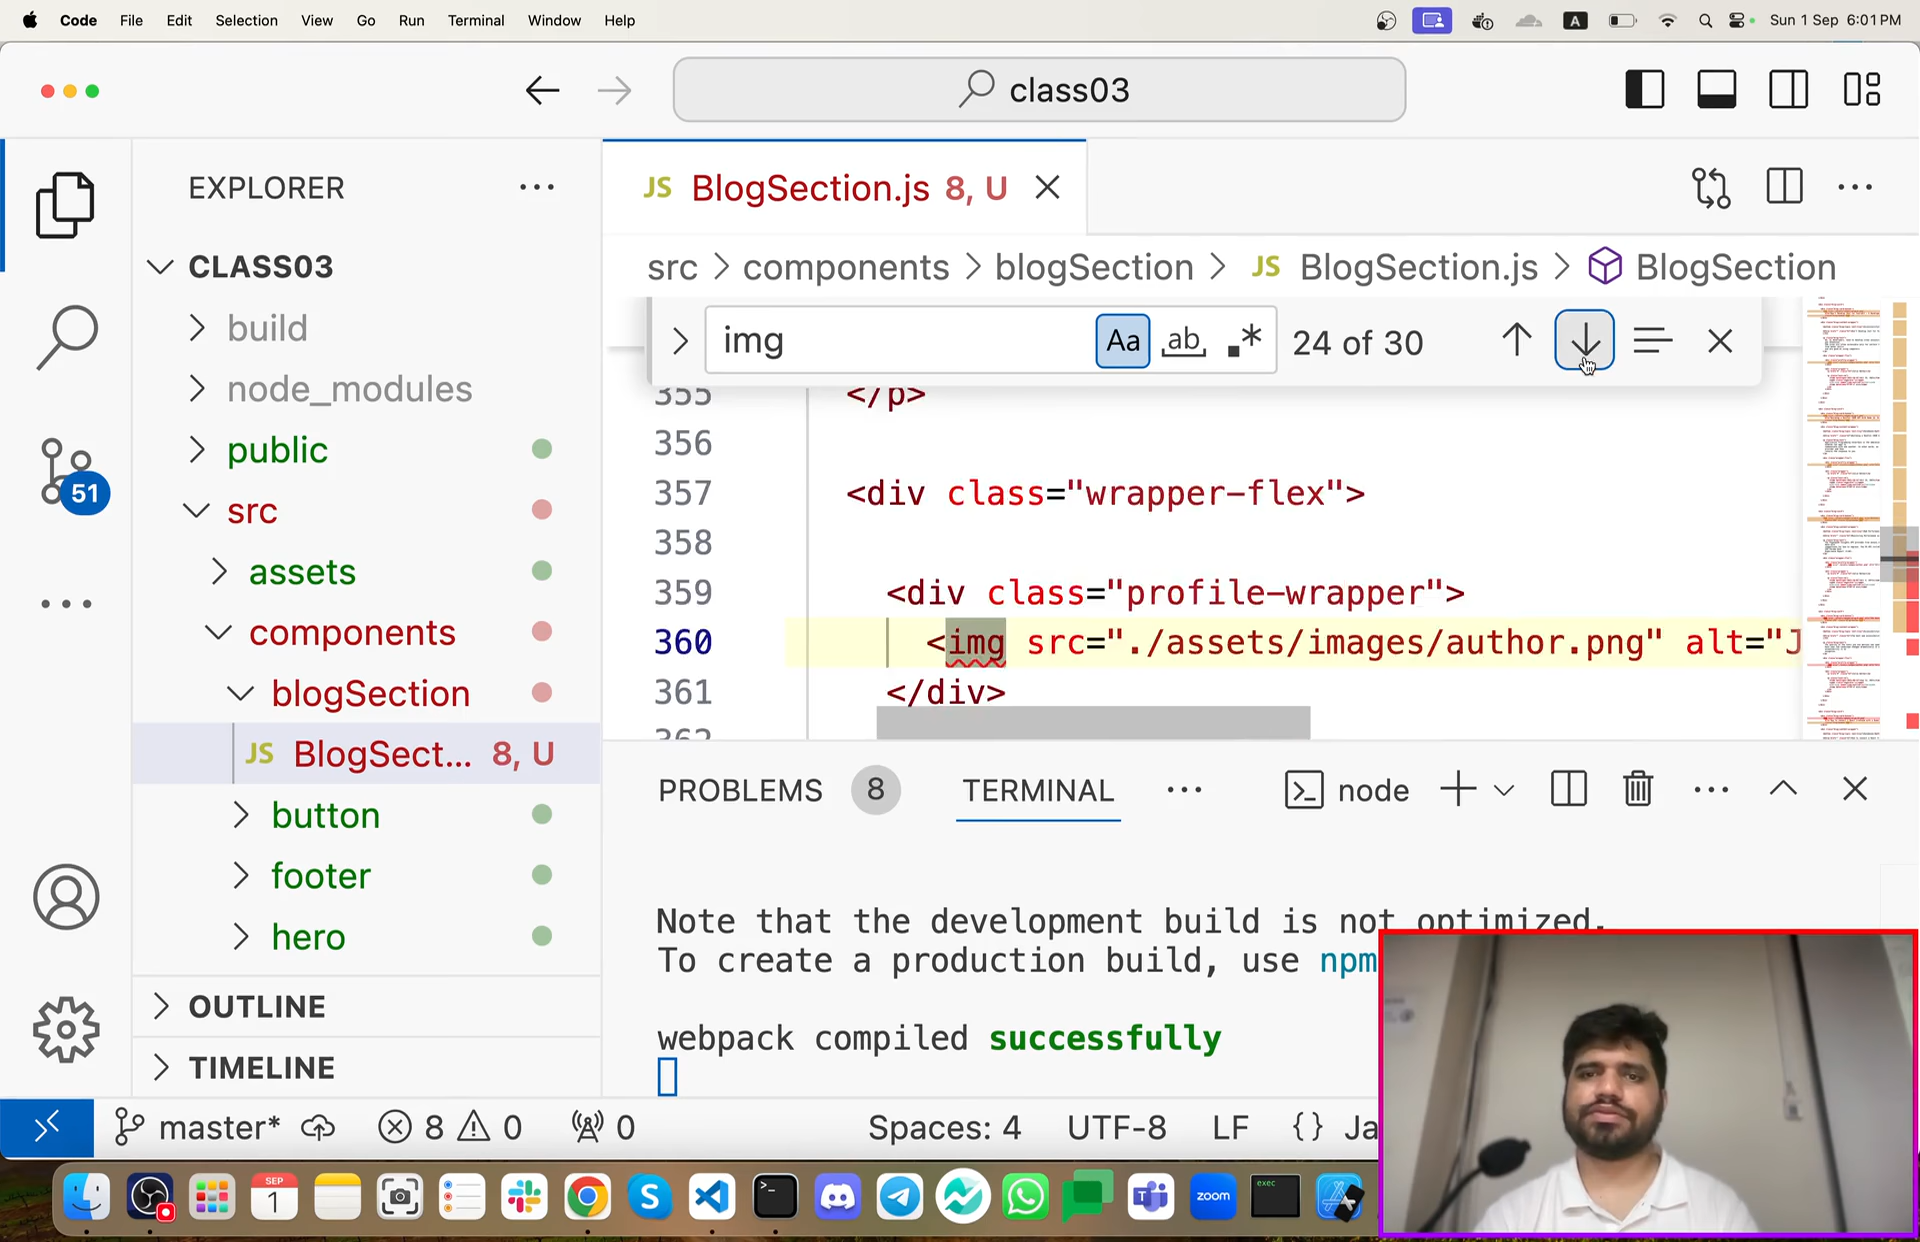 Code File Edit Selection View Go Run Terminal Window Help
A Sun 1 Sep 6:01 PM
class03
EXPLORER
CLASS03
build
node_modules
public
51
src
assets
components
blogSection
JS BlogSect... 8, U
button
footer
hero
OUTLINE
TIMELINE
JS BlogSection.js 8, U
src > components > blogSection > JS BlogSection.js > BlogSection
img Aa ab .* 24 of 30
355 </p>
356
357 <div class="wrapper-flex">
358
359 <div class="profile-wrapper">
360 <img src="./assets/images/author.png" alt="J
361 </div>
362
PROBLEMS 8 TERMINAL ... node
Note that the development build is not optimized.
To create a production build, use npm
webpack compiled successfully
master* 8 0 0 Spaces: 4 UTF-8 LF {} Ja
SEP
1
S
zoom
exec